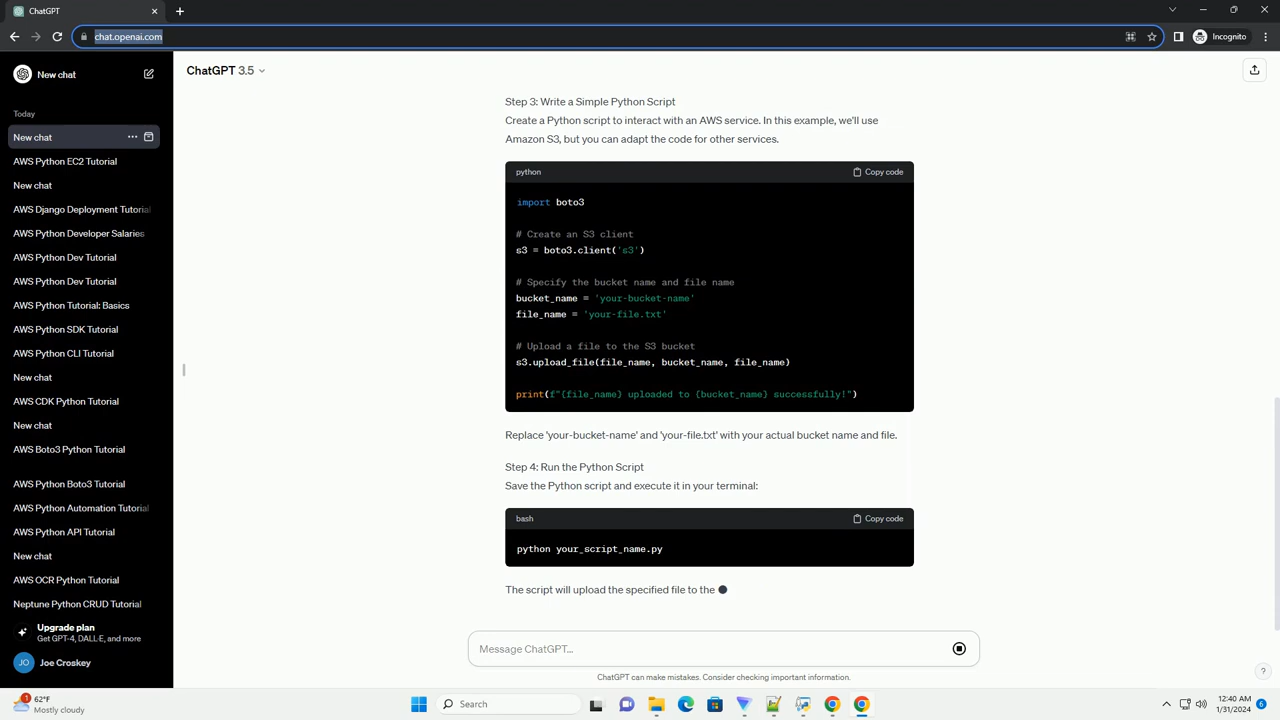 ChatGPT
chat.openai.com
Incognito
New chat
ChatGPT 3.5
Today
New chat
AWS Python EC2 Tutorial
New chat
AWS Django Deployment Tutorial
AWS Python Developer Salaries
AWS Python Dev Tutorial
AWS Python Dev Tutorial
AWS Python Tutorial: Basics
AWS Python SDK Tutorial
AWS Python CLI Tutorial
New chat
AWS CDK Python Tutorial
New chat
AWS Boto3 Python Tutorial
AWS Python Boto3 Tutorial
AWS Python Automation Tutorial
AWS Python API Tutorial
New chat
AWS OCR Python Tutorial
Neptune Python CRUD Tutorial
Upgrade plan
Get GPT-4, DALL·E, and more
JO Joe Croskey
Step 3: Write a Simple Python Script
Create a Python script to interact with an AWS service. In this example, we'll use
Amazon S3, but you can adapt the code for other services.
python Copy code
import boto3
# Create an S3 client
s3 = boto3.client('s3')
# Specify the bucket name and file name
bucket_name = 'your-bucket-name'
file_name = 'your-file.txt'
# Upload a file to the S3 bucket
s3.upload_file(file_name, bucket_name, file_name)
print(f"{file_name} uploaded to {bucket_name} successfully!")
Replace 'your-bucket-name' and 'your-file.txt' with your actual bucket name and file.
Step 4: Run the Python Script
Save the Python script and execute it in your terminal:
bash Copy code
python your_script_name.py
The script will upload the specified file to the
Message ChatGPT...
ChatGPT can make mistakes. Consider checking important information.
?
1
62°F
Mostly cloudy
Search
12:40 AM
1/31/2024
6